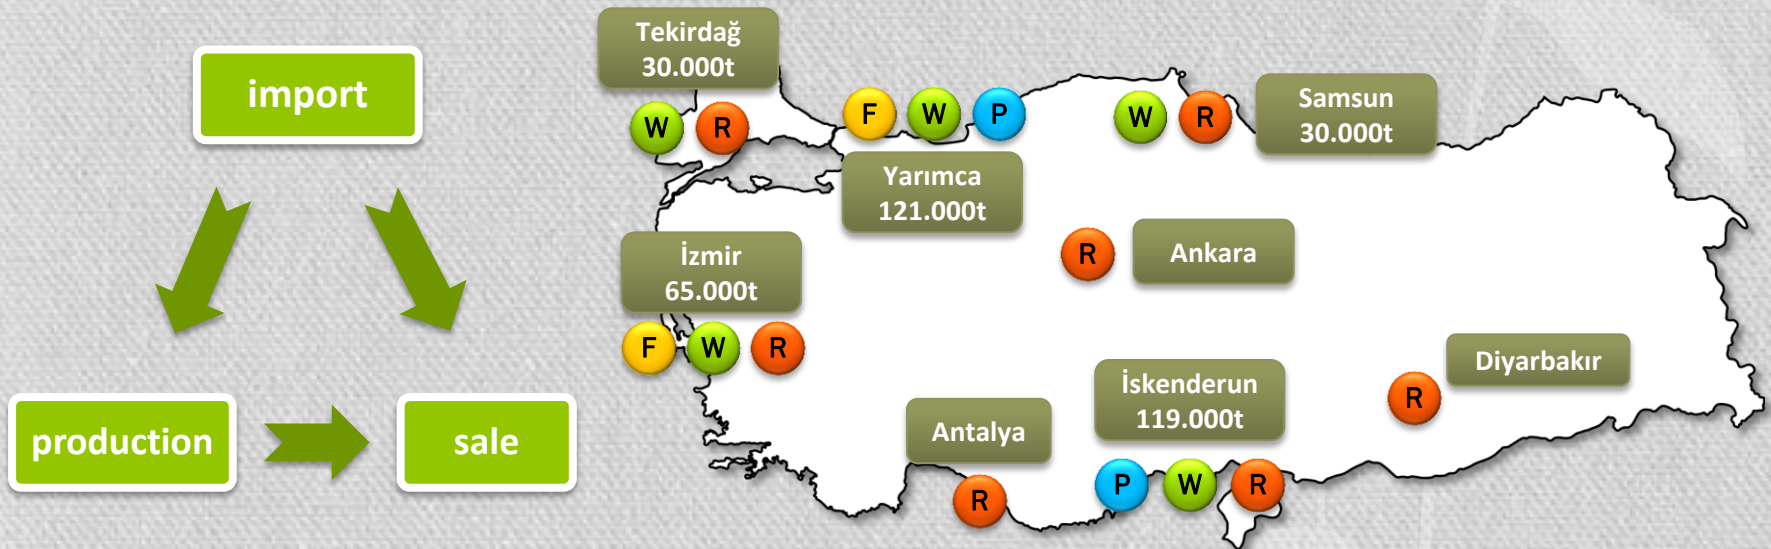 import
production
sale
Tekirdağ
30.000t
W R
F W P
Yarımca
121.000t
W R
Samsun
30.000t
R
Ankara
İzmir
65.000t
F W R
Antalya
R
İskenderun
119.000t
P W R
Diyarbakır
R